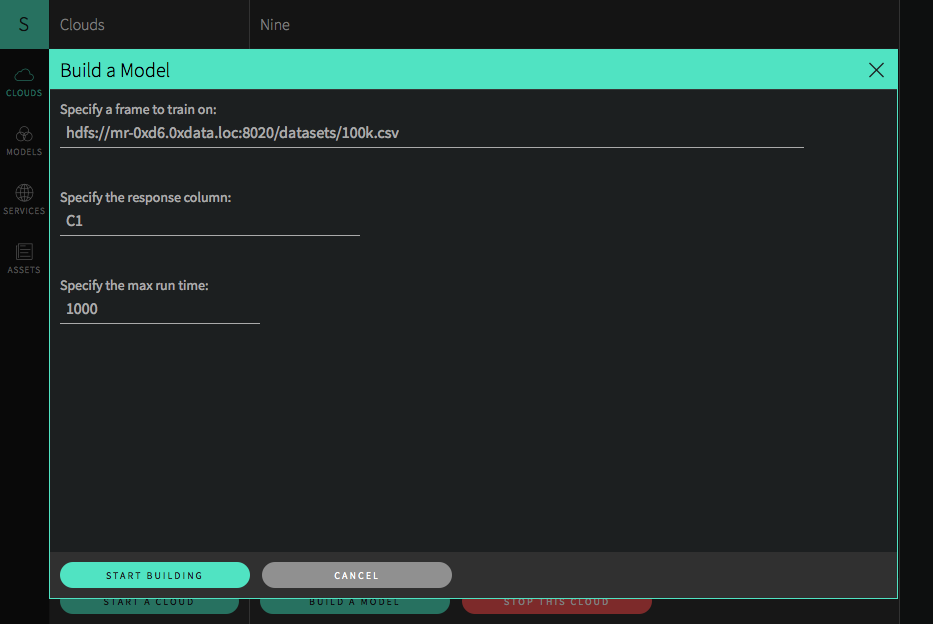 S
Clouds
Nine
CLOUDS
MODELS
SERVICES
ASSETS
Build a Model
Specify a frame to train on:
hdfs://mr-0xd6.0xdata.loc:8020/datasets/100k.csv
Specify the response column:
C1
Specify the max run time:
1000
START BUILDING
CANCEL
START A CLOUD
BUILD A MODEL
STOP THIS CLOUD